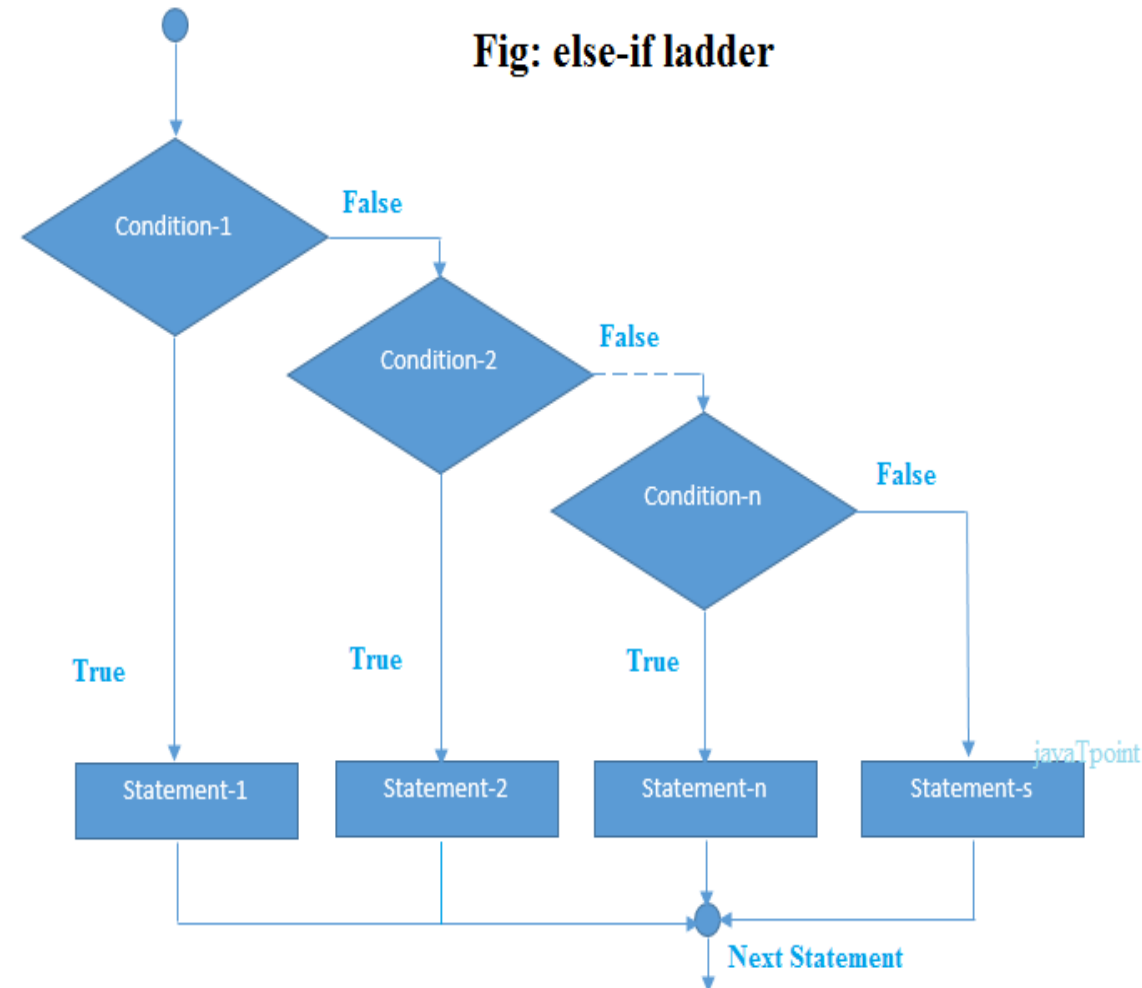 Fig: else-if ladder
Condition-1
False
Condition-2
False
Condition-n
False
True
True
True
javaTpoint
Statement-1
Statement-2
Statement-n
Statement-s
Next Statement